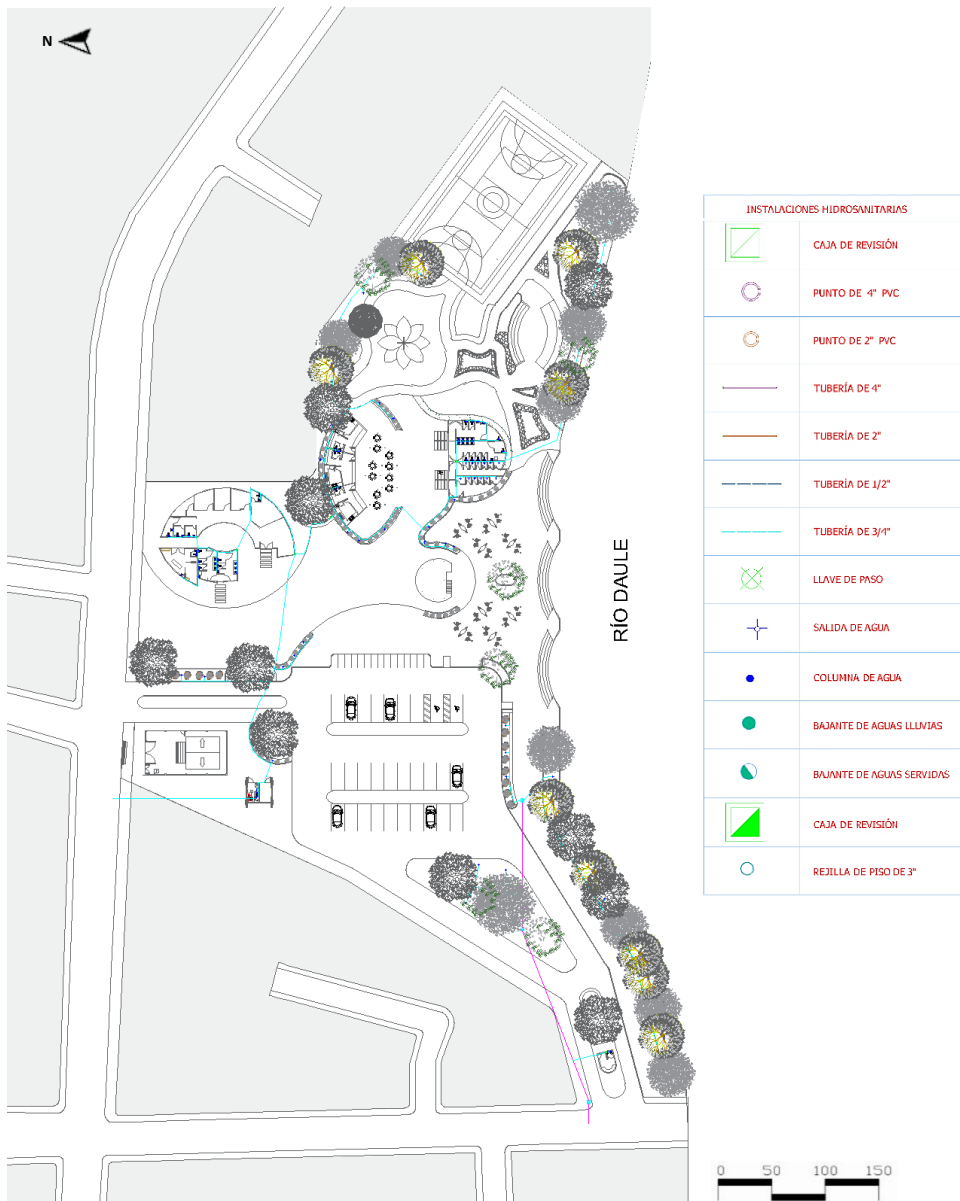 N
RÍO DAULE
INSTALACIONES HIDROSANITARIAS
CAJA DE REVISIÓN
PUNTO DE 4" PVC
PUNTO DE 2" PVC
TUBERÍA DE 4"
TUBERÍA DE 2"
TUBERÍA DE 1/2"
TUBERÍA DE 3/4"
LLAVE DE PASO
SALIDA DE AGUA
COLUMNA DE AGUA
BAJANTE DE AGUAS LLUVIAS
BAJANTE DE AGUAS SERVIDAS
CAJA DE REVISIÓN
REJILLA DE PISO DE 3"
0 50 100 150